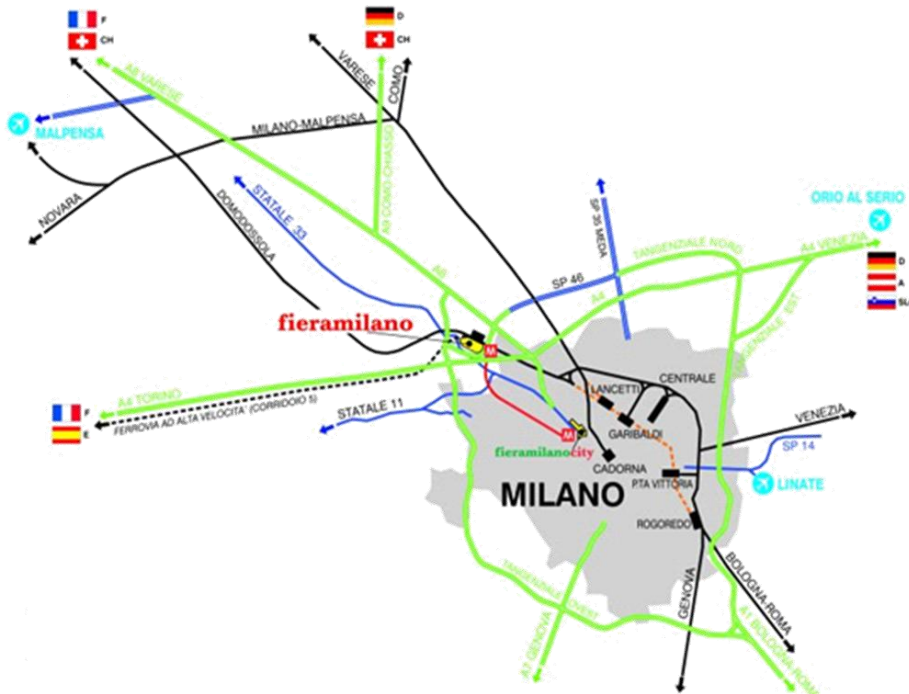 F
CH
D
CH
A8 VARESE
VARESE
COMO
MALPENSA
MILANO-MALPENSA
NOVARA
DOMODOSSOLA
STATALE 33
A9 COMO-CHIASSO
SP 35 MEDA
ORIO AL SERIO
TANGENZIALE NORD
A4 VENEZIA
D
A
A8
SP 46
A4
TANGENZIALE EST
fieramilano
M
LANCETTI
CENTRALE
A4 TORINO
F
E
FERROVIA AD ALTA VELOCITA' (CORRIDOIO 5)
STATALE 11
GARIBALDI
VENEZIA
M
SP 14
fieramilanocity
CADORNA
P.TA VITTORIA
LINATE
MILANO
ROGOREDO
TANGENZIALE OVEST
GENOVA
BOLOGNA-ROMA
A7 GENOVA
A1 BOLOGNA-ROMA